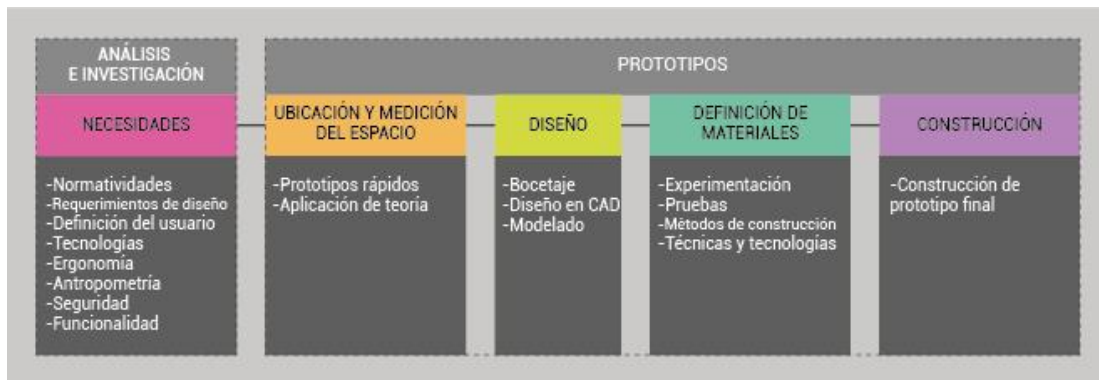 ANÁLISIS
E INVESTIGACIÓN
PROTOTIPOS
NECESIDADES
UBICACIÓN Y MEDICIÓN
DEL ESPACIO
DISEÑO
DEFINICIÓN DE
MATERIALES
CONSTRUCCIÓN
-Normatividades
-Requerimientos de diseño
-Definición del usuario
-Tecnologías
-Ergonomía
-Antropometría
-Seguridad
-Funcionalidad
-Prototipos rápidos
-Aplicación de teoría
-Bocetaje
-Diseño en CAD
-Modelado
-Experimentación
-Pruebas
-Métodos de construcción
-Técnicas y tecnologías
-Construcción de
prototipo final